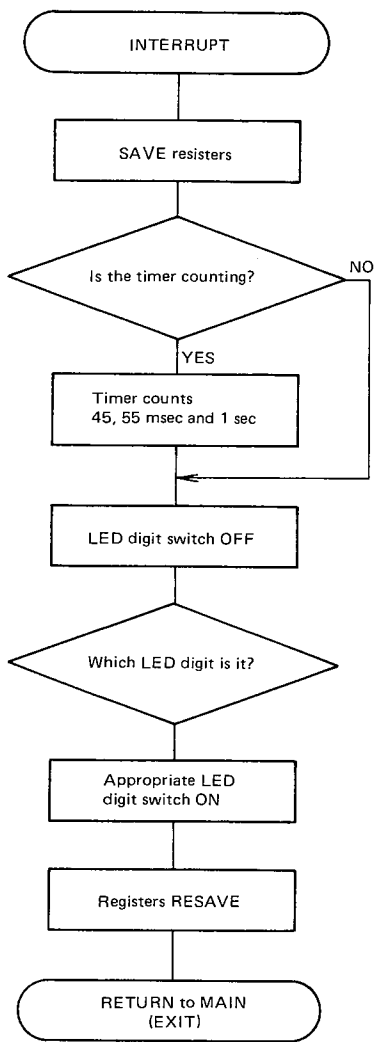 INTERRUPT
SAVE resisters
Is the timer counting?
NO
YES
Timer counts
45, 55 msec and 1 sec
LED digit switch OFF
Which LED digit is it?
Appropriate LED
digit switch ON
Registers RESAVE
RETURN to MAIN
(EXIT)